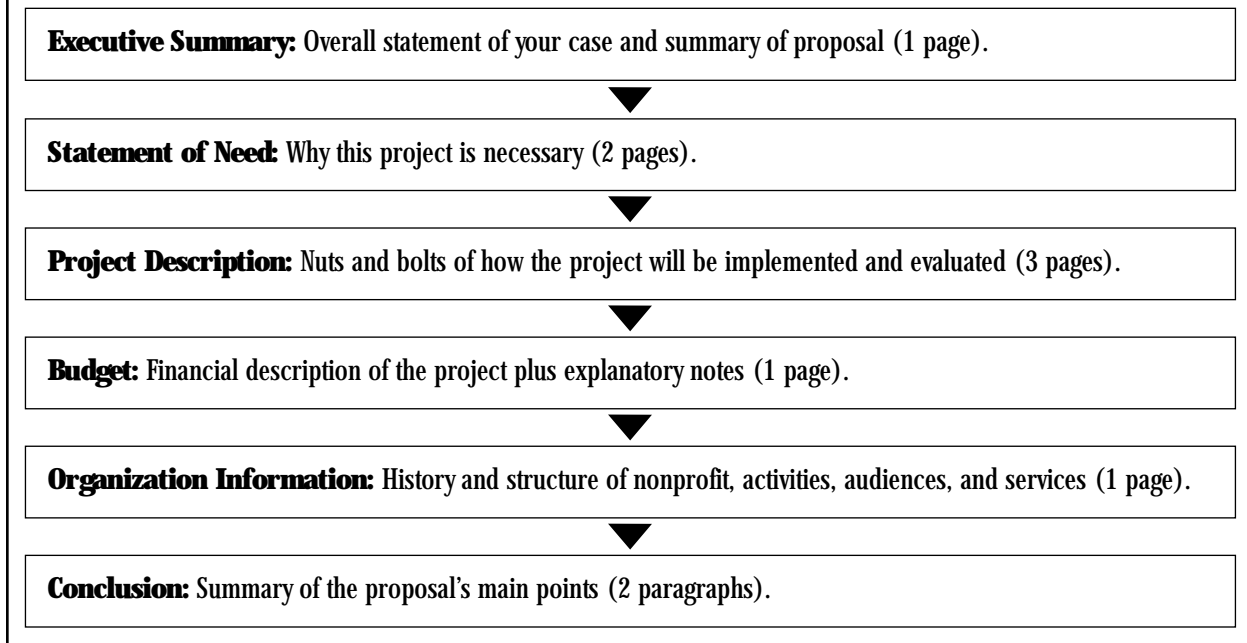 Executive Summary: Overall statement of your case and summary of proposal (1 page).
Statement of Need: Why this project is necessary (2 pages).
Project Description: Nuts and bolts of how the project will be implemented and evaluated (3 pages).
Budget: Financial description of the project plus explanatory notes (1 page).
Organization Information: History and structure of nonprofit, activities, audiences, and services (1 page).
Conclusion: Summary of the proposal's main points (2 paragraphs).